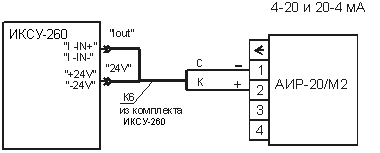 4-20 и 20-4 мА
ИКСУ-260
"Iout"
"I -IN+"
"I -IN-"
"24V"
"+24V"
"-24V"
К6
из комплекта
ИКСУ-260
С
К
–
+
1
2
3
4
АИР-20/М2